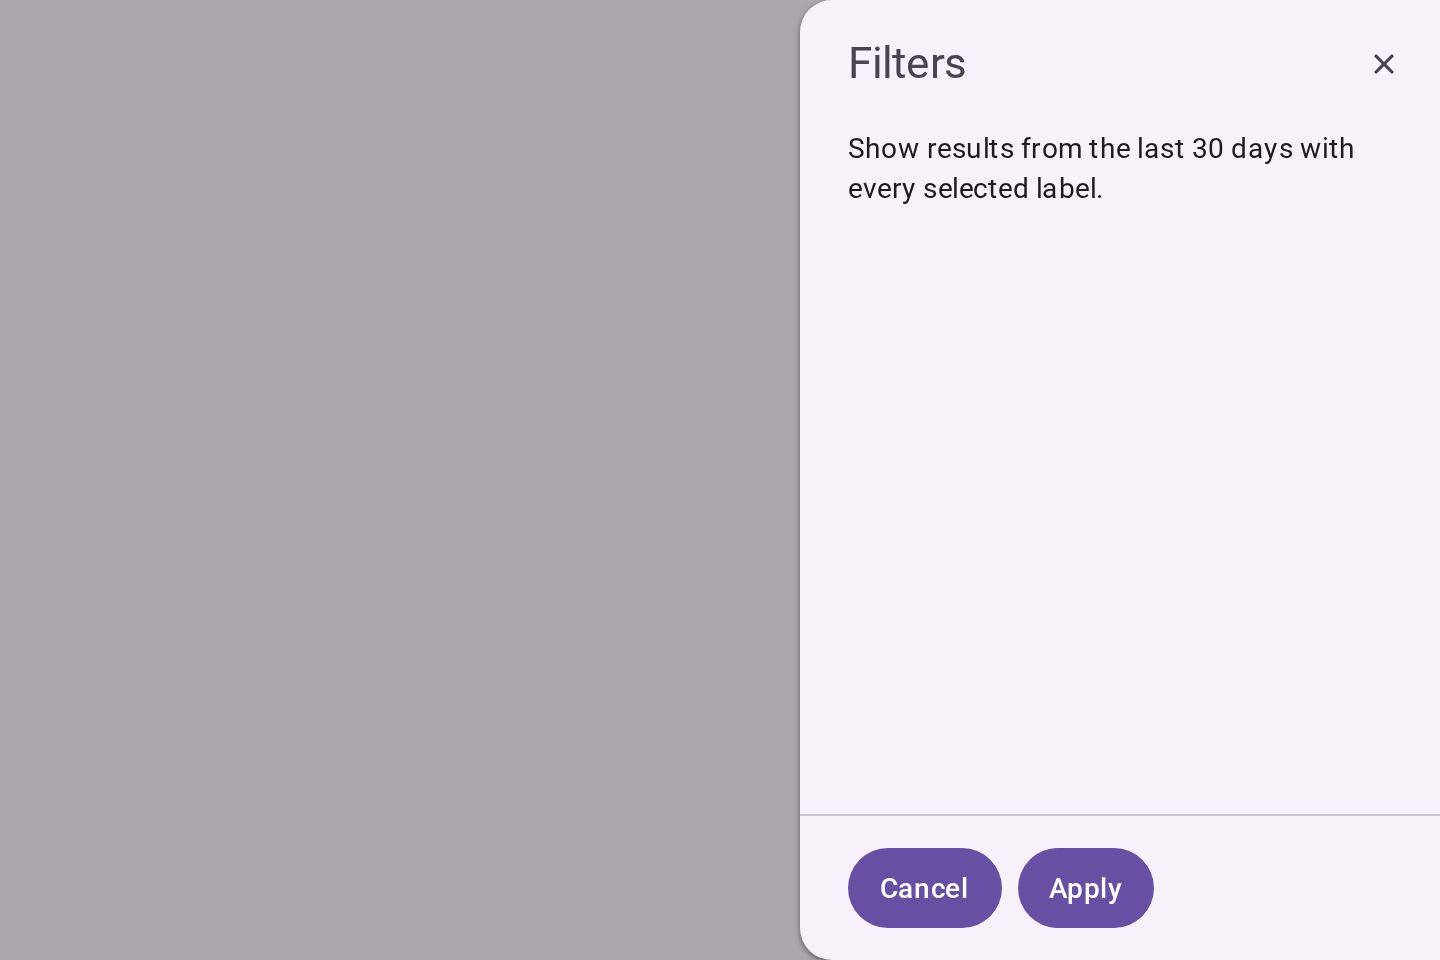 Filters
Show results from the last 30 days with
every selected label.
Cancel
Apply